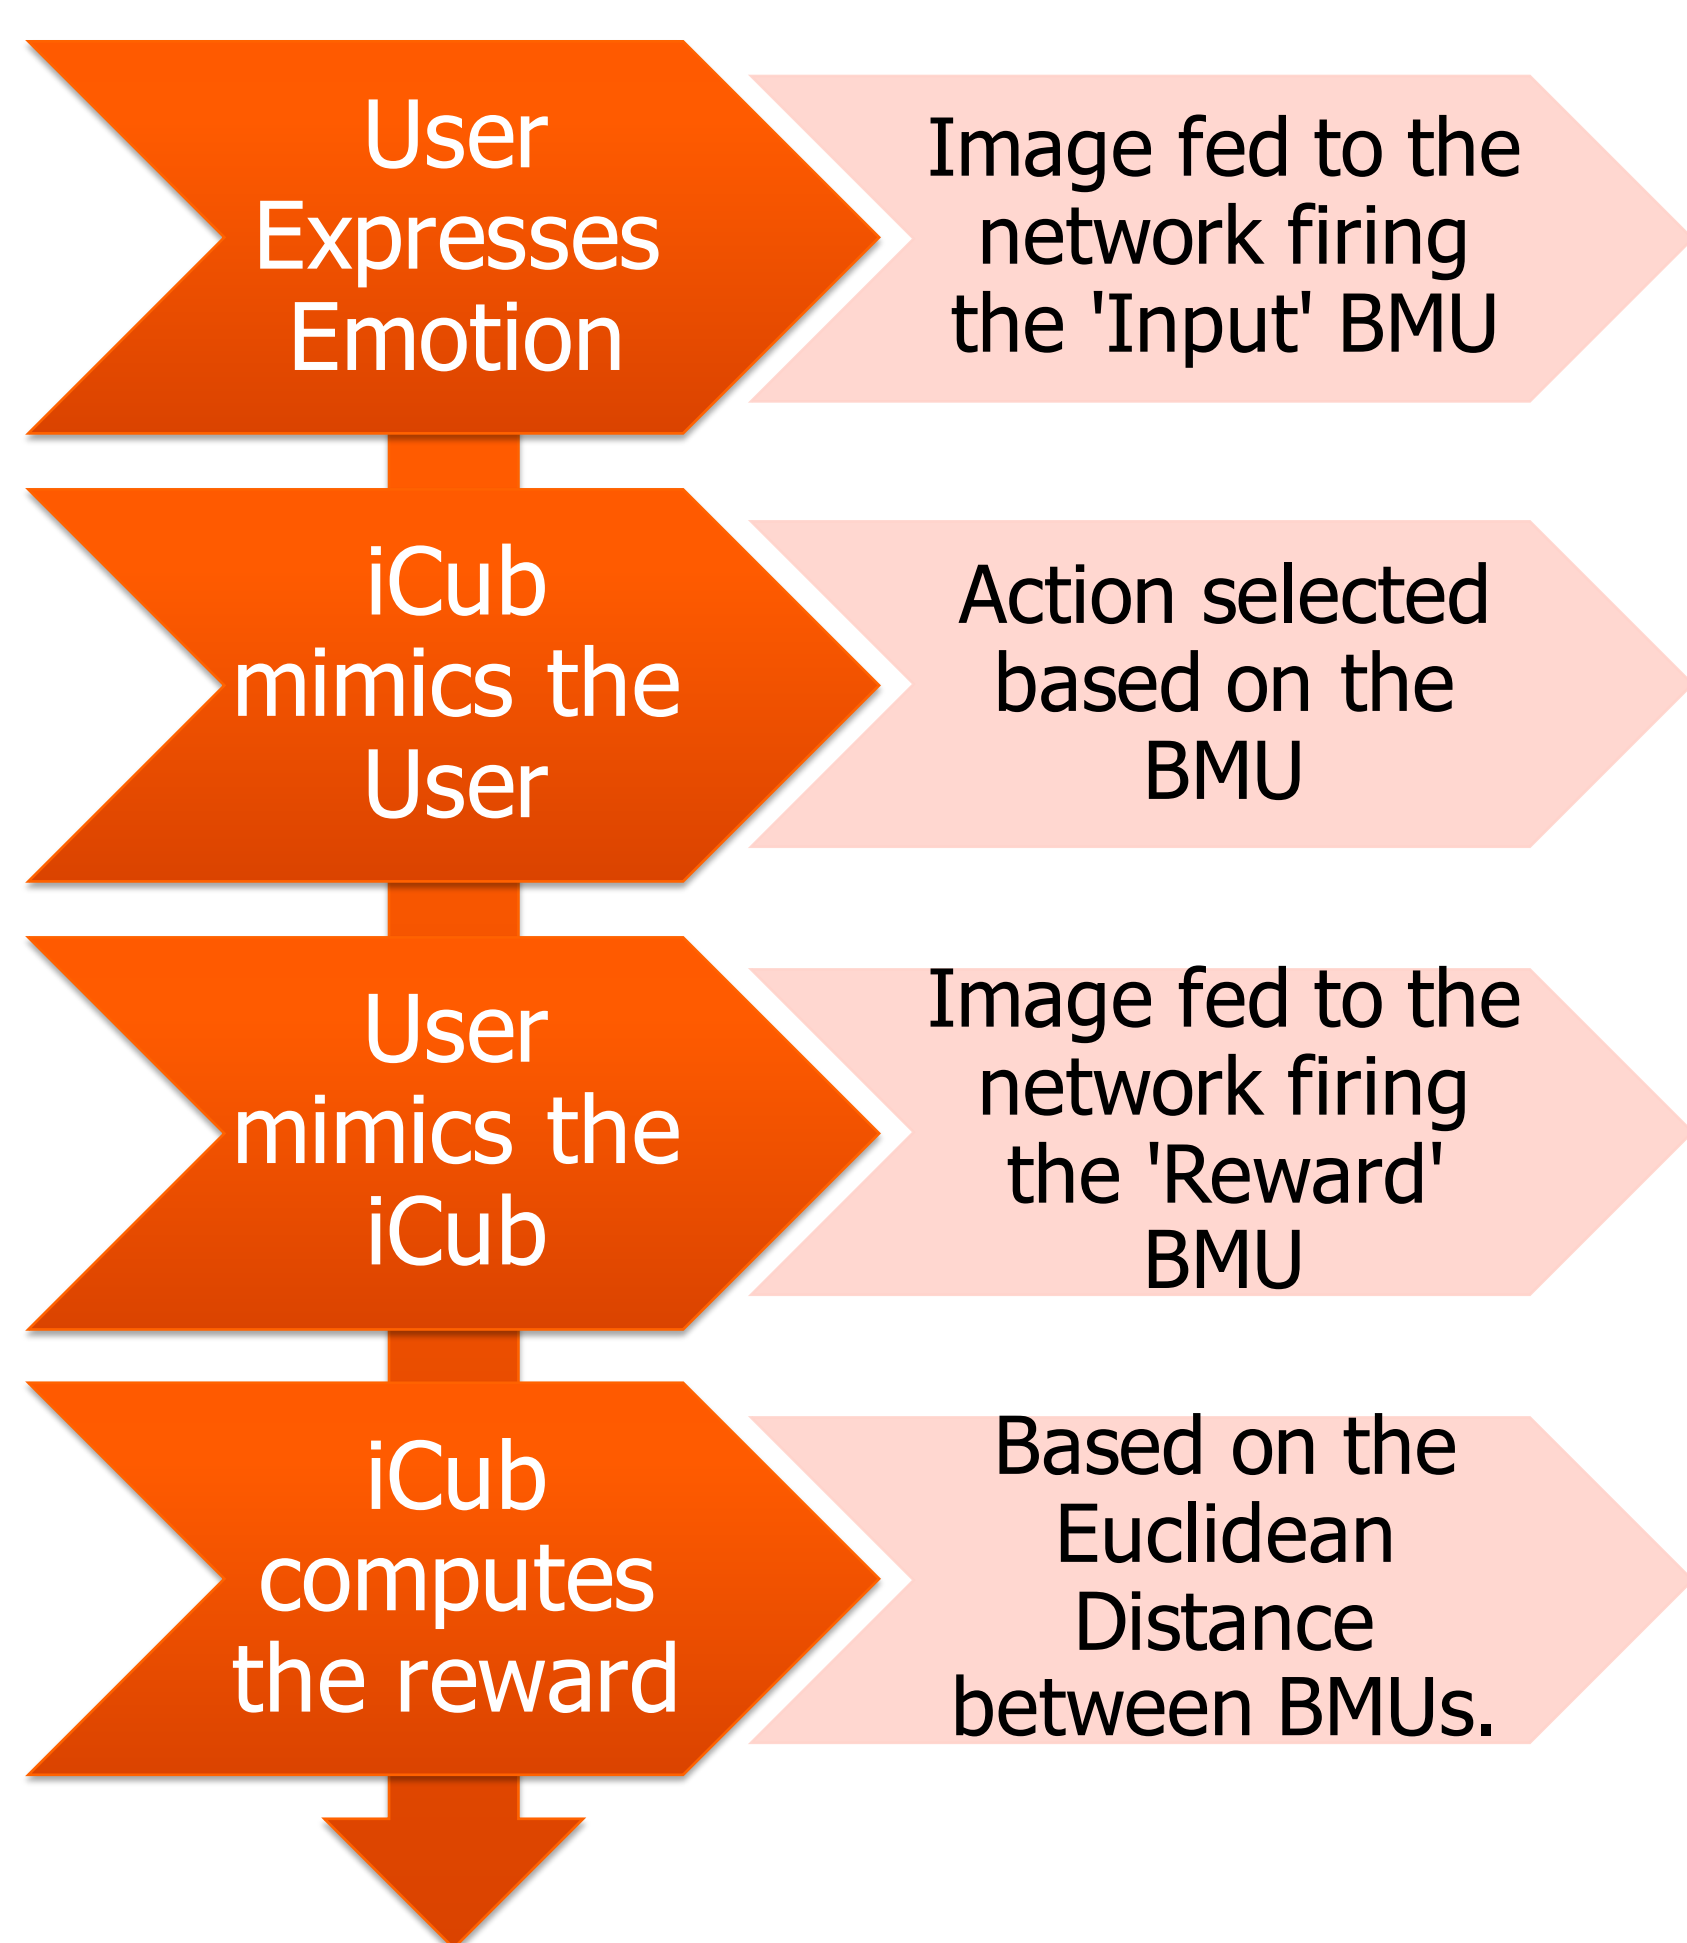 User
Expresses
Emotion
Image fed to the
network firing
the 'Input' BMU
iCub
mimics the
User
Action selected
based on the
BMU
User
mimics the
iCub
Image fed to the
network firing
the 'Reward'
BMU
iCub
computes
the reward
Based on the
Euclidean
Distance
between BMUs.